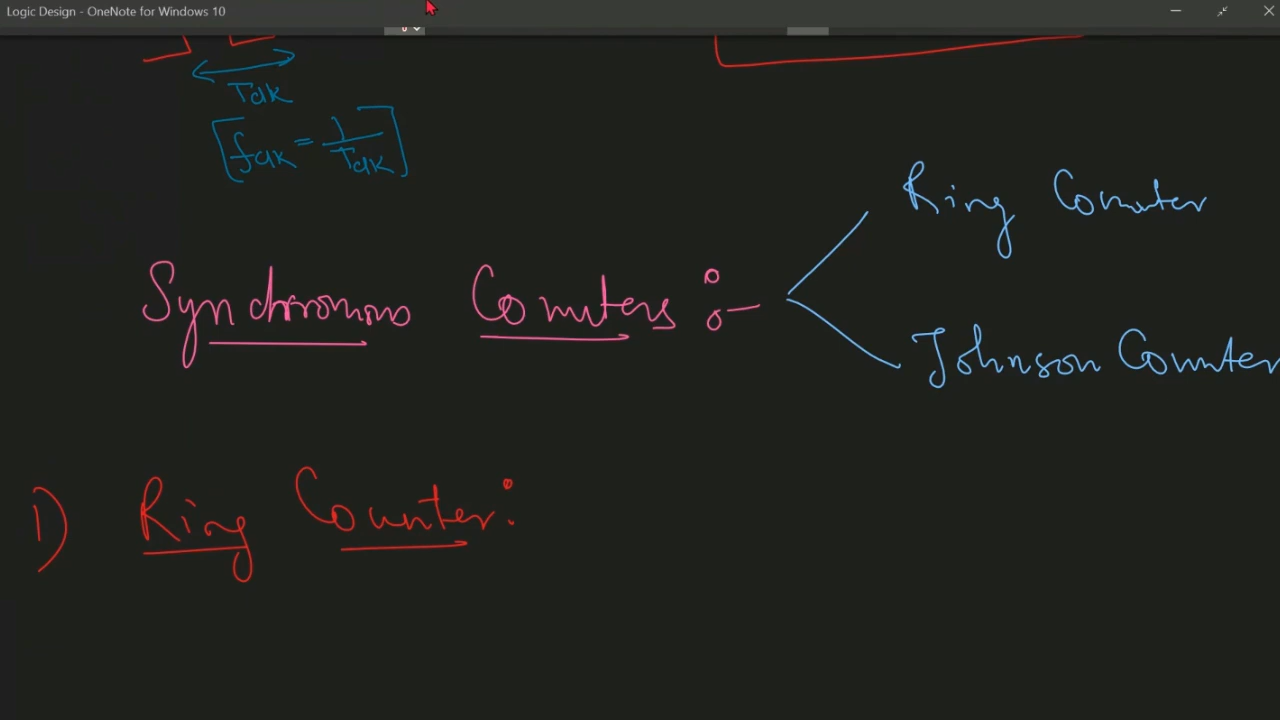 Logic Design - OneNote for Windows 10
Tclk
[fclk = 1/Tclk]
Ring Counter
Synchronous Counters :-
Johnson Counter
1) Ring Counter: